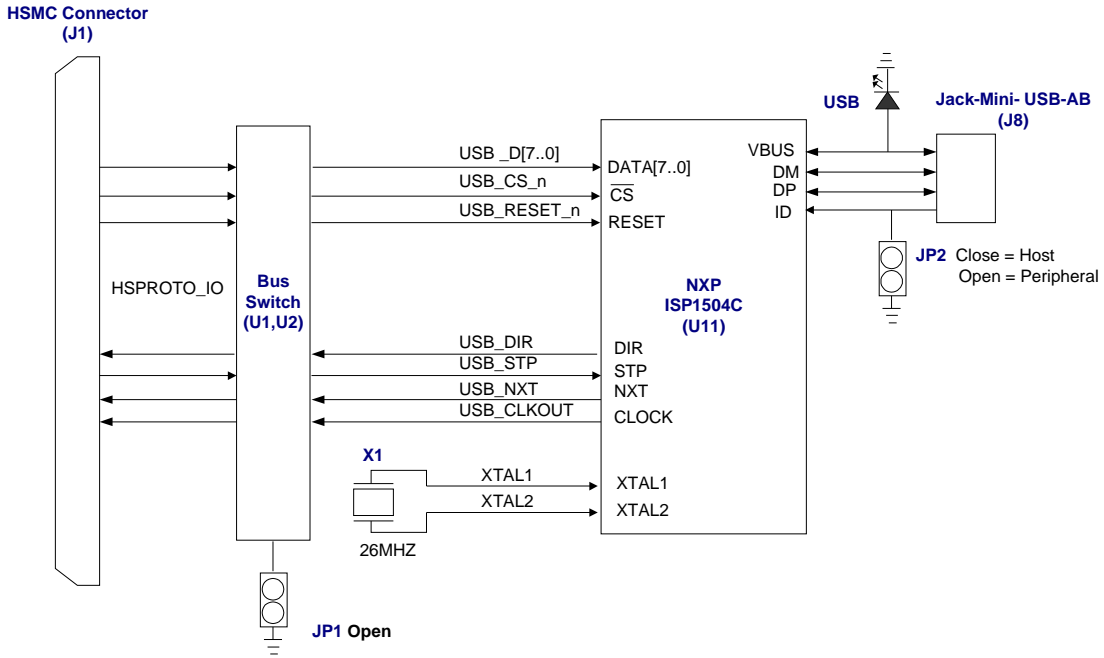 HSMC Connector
(J1)
USB
Jack-Mini- USB-AB
(J8)
USB _D[7..0]
USB_CS_n
USB_RESET_n
DATA[7..0]
CS
RESET
VBUS
DM
DP
ID
HSPROTO_IO
Bus
Switch
(U1,U2)
NXP
ISP1504C
(U11)
JP2 Close = Host
Open = Peripheral
USB_DIR
USB_STP
USB_NXT
USB_CLKOUT
DIR
STP
NXT
CLOCK
X1
XTAL1
XTAL2
XTAL1
XTAL2
26MHZ
JP1 Open